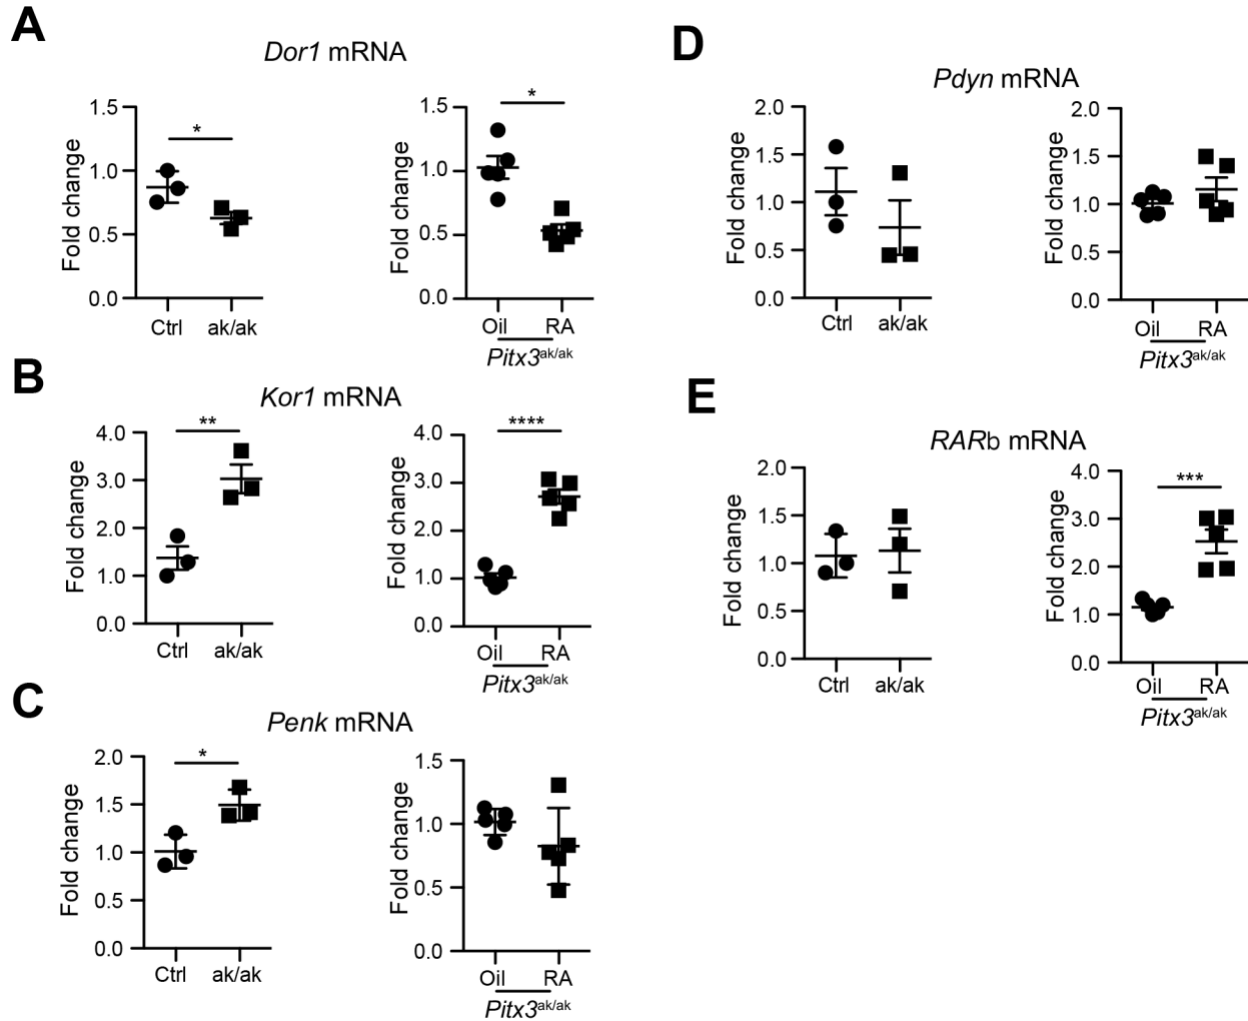 A
Dor1 mRNA
Fold change
1.5
1.0
0.5
0.0
*
Ctrl
ak/ak
Fold change
1.5
1.0
0.5
0.0
*
Oil
RA
Pitx3ak/ak
B
Kor1 mRNA
Fold change
4.0
3.0
2.0
1.0
0.0
**
Ctrl
ak/ak
Fold change
4.0
3.0
2.0
1.0
0.0
****
Oil
RA
Pitx3ak/ak
C
Penk mRNA
Fold change
2.0
1.5
1.0
0.5
0.0
*
Ctrl
ak/ak
Fold change
1.5
1.0
0.5
0.0
Oil
RA
Pitx3ak/ak
D
Pdyn mRNA
Fold change
2.0
1.5
1.0
0.5
0.0
Ctrl
ak/ak
Fold change
2.0
1.5
1.0
0.5
0.0
Oil
RA
Pitx3ak/ak
E
RARb mRNA
Fold change
2.0
1.5
1.0
0.5
0.0
Ctrl
ak/ak
Fold change
4.0
3.0
2.0
1.0
0.0
***
Oil
RA
Pitx3ak/ak